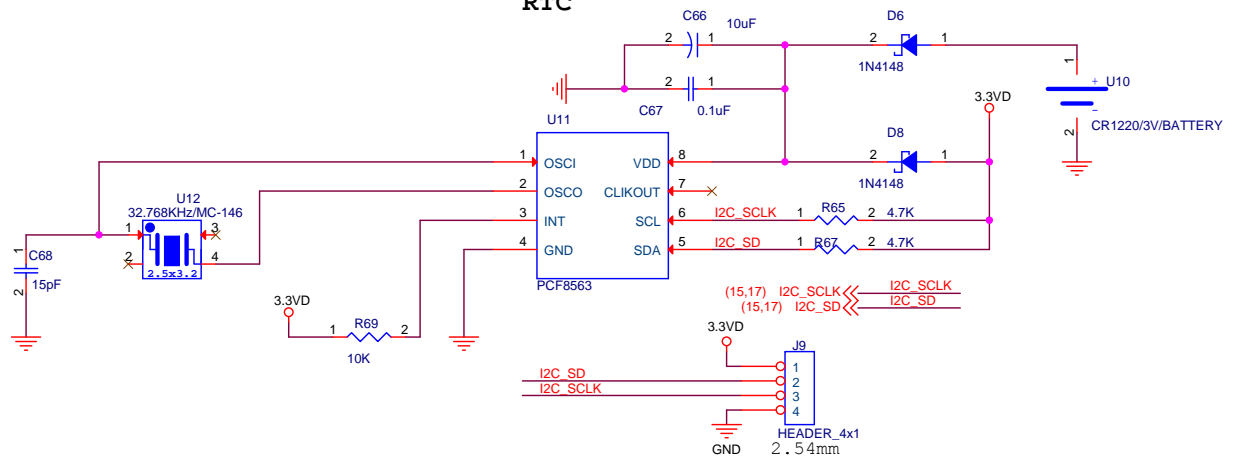 RTC
C66
10uF
2
1
D6
2
1
1N4148
C67
2
1
0.1uF
1
+
U10
-
CR1220/3V/BATTERY
2
3.3VD
U11
D8
2
1
1N4148
1
OSCI
VDD
8
2
OSCO
CLIKOUT
7
3
INT
SCL
6
I2C_SCLK
1
R65
2
4.7K
4
GND
SDA
5
I2C_SD
1
R67
2
4.7K
PCF8563
U12
32.768KHz/MC-146
1
3
2
4
2.5x3.2
1
C68
15pF
2
3.3VD
1
R69
2
10K
(15,17) I2C_SCLK
I2C_SCLK
(15,17) I2C_SD
I2C_SD
3.3VD
J9
1
I2C_SD
2
I2C_SCLK
3
4
HEADER_4x1
GND
2.54mm